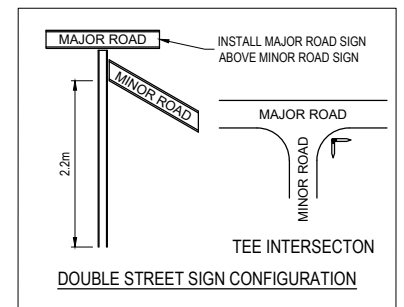 MAJOR ROAD
INSTALL MAJOR ROAD SIGN
ABOVE MINOR ROAD SIGN
MINOR ROAD
2.2m
MAJOR ROAD
MINOR ROAD
TEE INTERSECTON
DOUBLE STREET SIGN CONFIGURATION